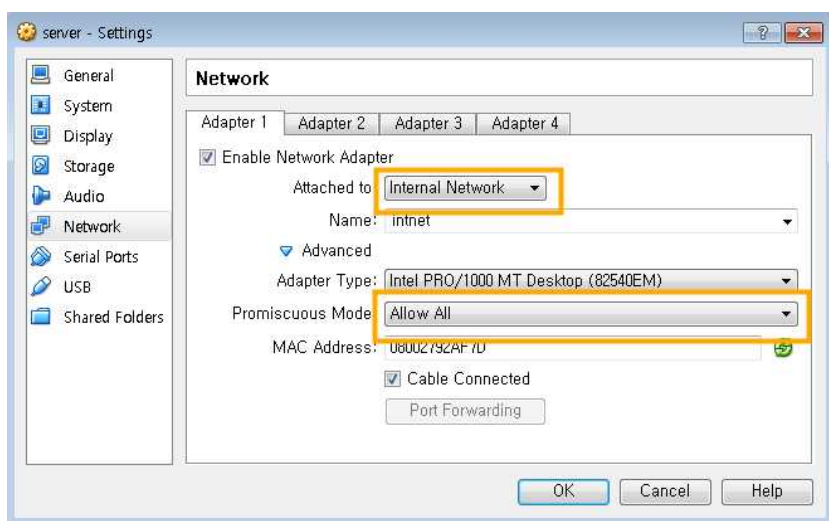 server - Settings
General
System
Display
Storage
Audio
Network
Serial Ports
USB
Shared Folders
Network
Adapter 1 Adapter 2 Adapter 3 Adapter 4
Enable Network Adapter
Attached to Internal Network
Name: intnet
Advanced
Adapter Type: Intel PRO/1000 MT Desktop (82540EM)
Promiscuous Mode Allow All
MAC Address: 08002792AF7D
Cable Connected
Port Forwarding
OK Cancel Help